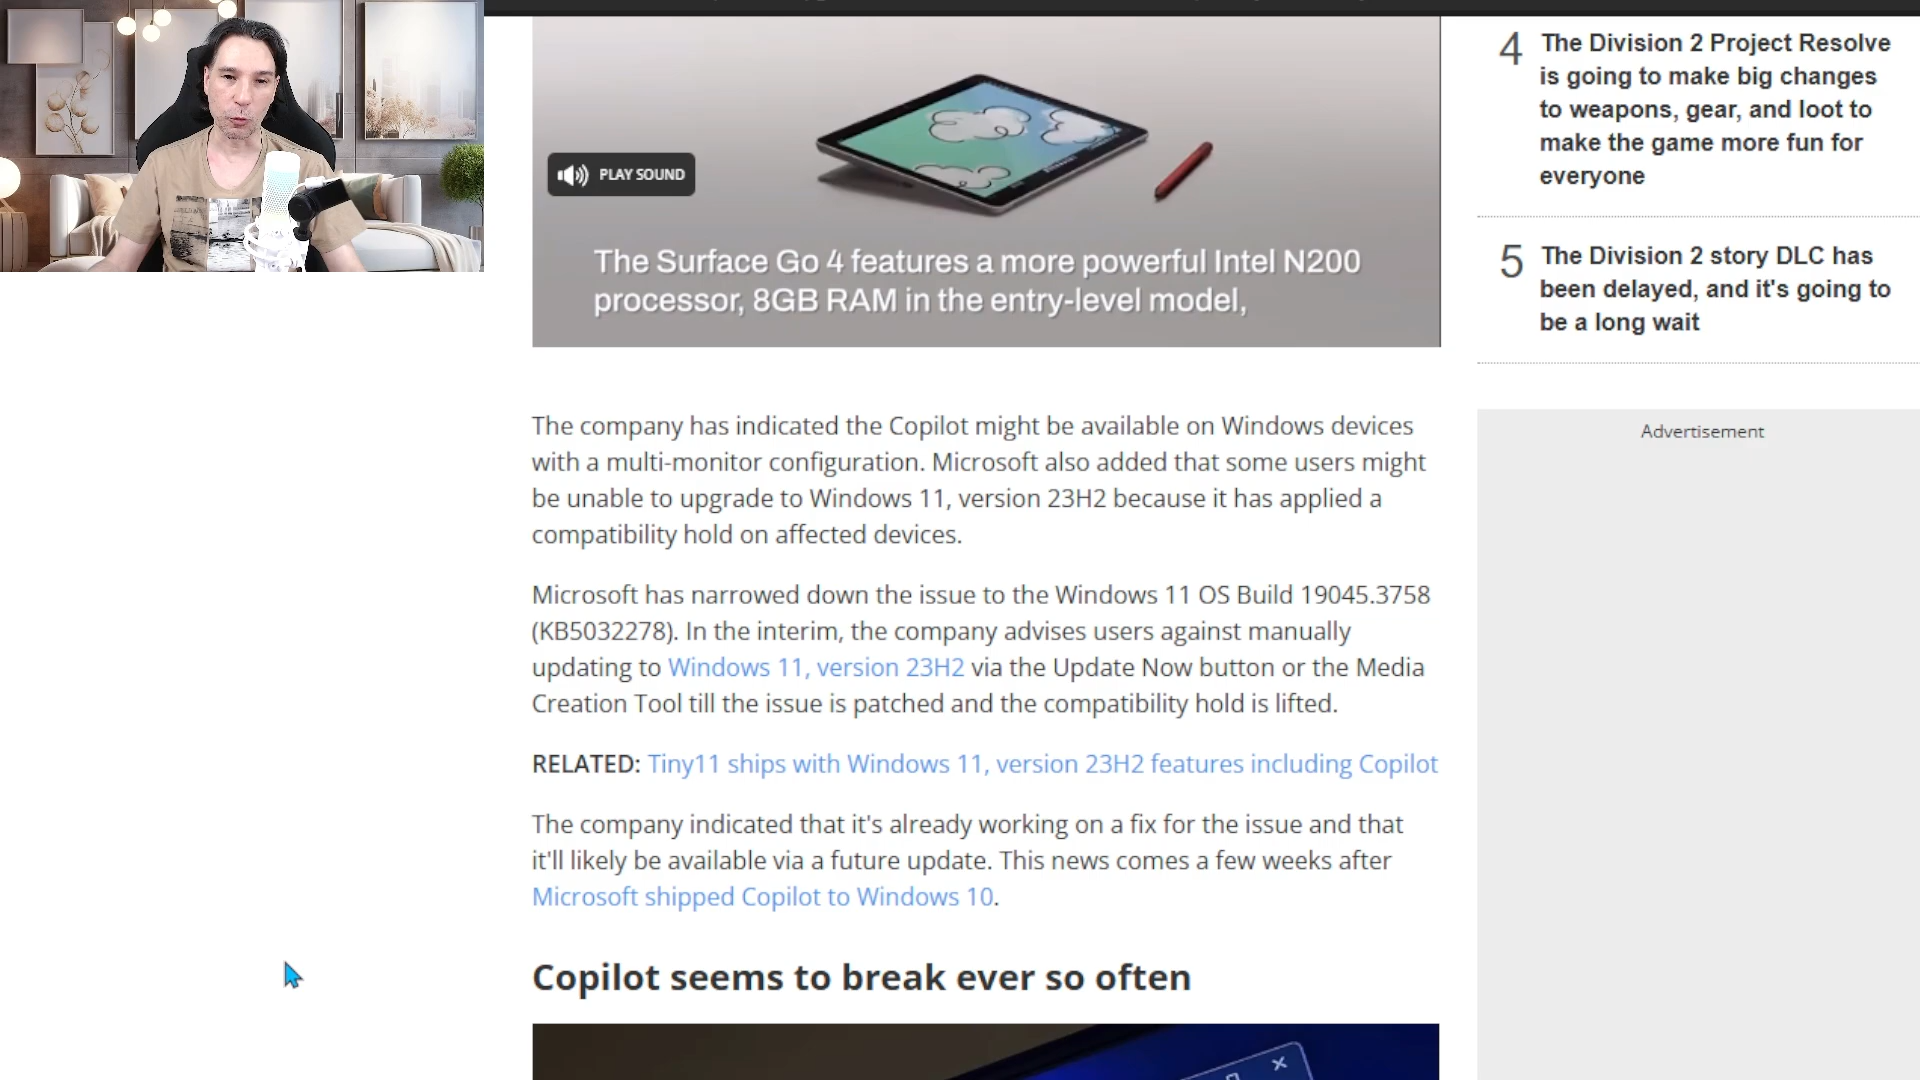 PLAY SOUND
The Surface Go 4 features a more powerful Intel N200
processor, 8GB RAM in the entry-level model,
The company has indicated the Copilot might be available on Windows devices
with a multi-monitor configuration. Microsoft also added that some users might
be unable to upgrade to Windows 11, version 23H2 because it has applied a
compatibility hold on affected devices.
Microsoft has narrowed down the issue to the Windows 11 OS Build 19045.3758
(KB5032278). In the interim, the company advises users against manually
updating to Windows 11, version 23H2 via the Update Now button or the Media
Creation Tool till the issue is patched and the compatibility hold is lifted.
RELATED: Tiny11 ships with Windows 11, version 23H2 features including Copilot
The company indicated that it's already working on a fix for the issue and that
it'll likely be available via a future update. This news comes a few weeks after
Microsoft shipped Copilot to Windows 10.
Copilot seems to break ever so often
4 The Division 2 Project Resolve
is going to make big changes
to weapons, gear, and loot to
make the game more fun for
everyone
5 The Division 2 story DLC has
been delayed, and it's going to
be a long wait
Advertisement